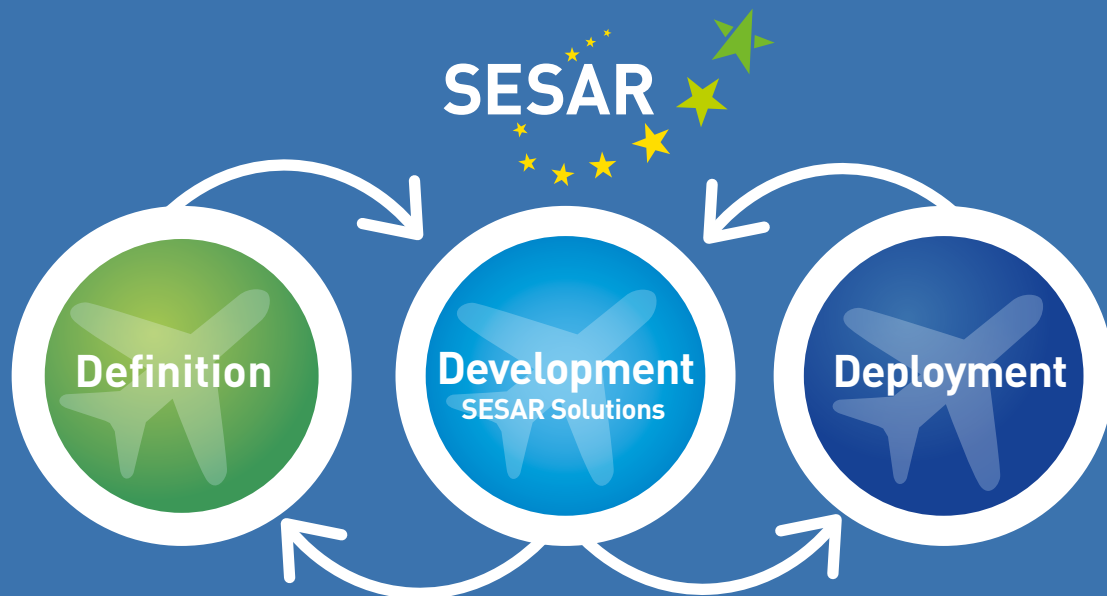 SESAR
Definition
Development
SESAR Solutions
Deployment